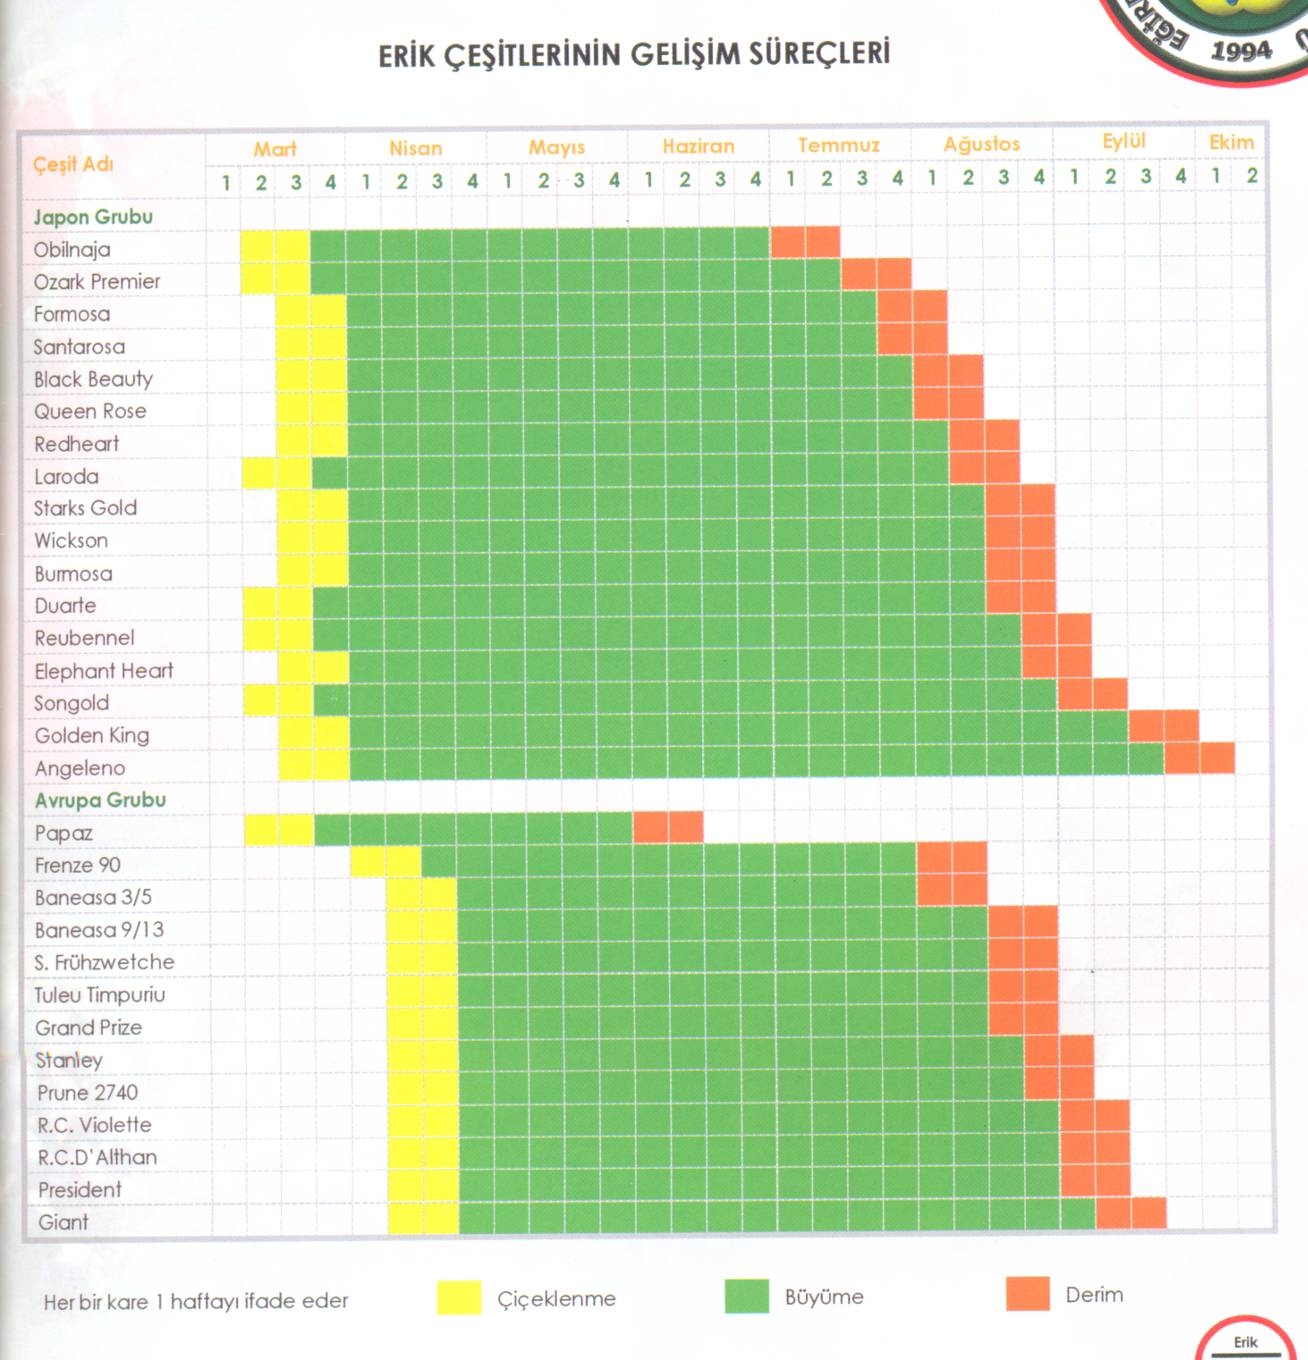 EĞİR
1994
ERİK ÇEŞİTLERİNİN GELİŞİM SÜREÇLERİ
Çeşit Adı Mart Nisan Mayıs Haziran Temmuz Ağustos Eylül Ekim
1 2 3 4 1 2 3 4 1 2 3 4 1 2 3 4 1 2 3 4 1 2 3 4 1 2 3 4 1 2
Japon Grubu
Obilnaja
Ozark Premier
Formosa
Santarosa
Black Beauty
Queen Rose
Redheart
Laroda
Starks Gold
Wickson
Burmosa
Duarte
Reubennel
Elephant Heart
Songold
Golden King
Angeleno
Avrupa Grubu
Papaz
Frenze 90
Baneasa 3/5
Baneasa 9/13
S. Frühzwetche
Tuleu Timpuriu
Grand Prize
Stanley
Prune 2740
R.C. Violette
R.C.D'Althan
President
Giant
Her bir kare 1 haftayı ifade eder Çiçeklenme Büyüme Derim
Erik